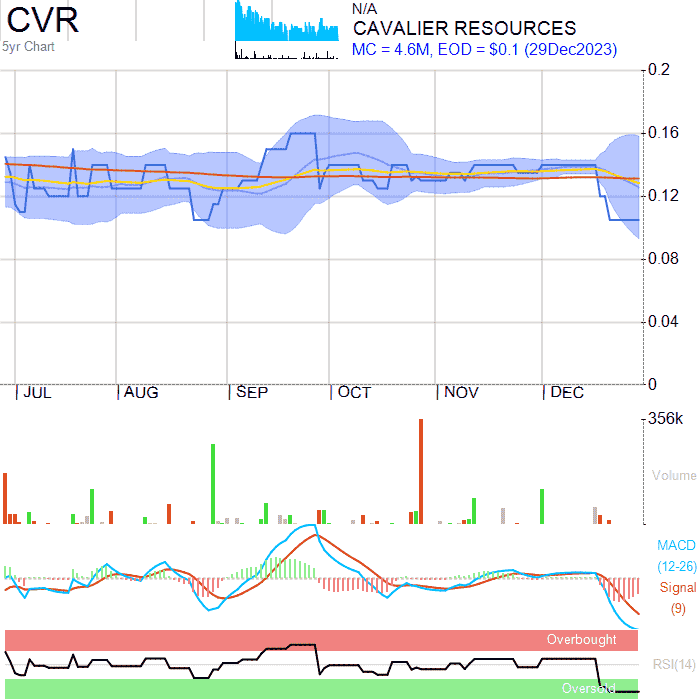 CVR
5yr Chart
N/A
CAVALIER RESOURCES
MC = 4.6M, EOD = $0.1 (29Dec2023)
0.2
0.16
0.12
0.08
0.04
0
JUL AUG SEP OCT NOV DEC
356k
Volume
MACD
(12-26)
Signal
(9)
Overbought
RSI(14)
Oversold